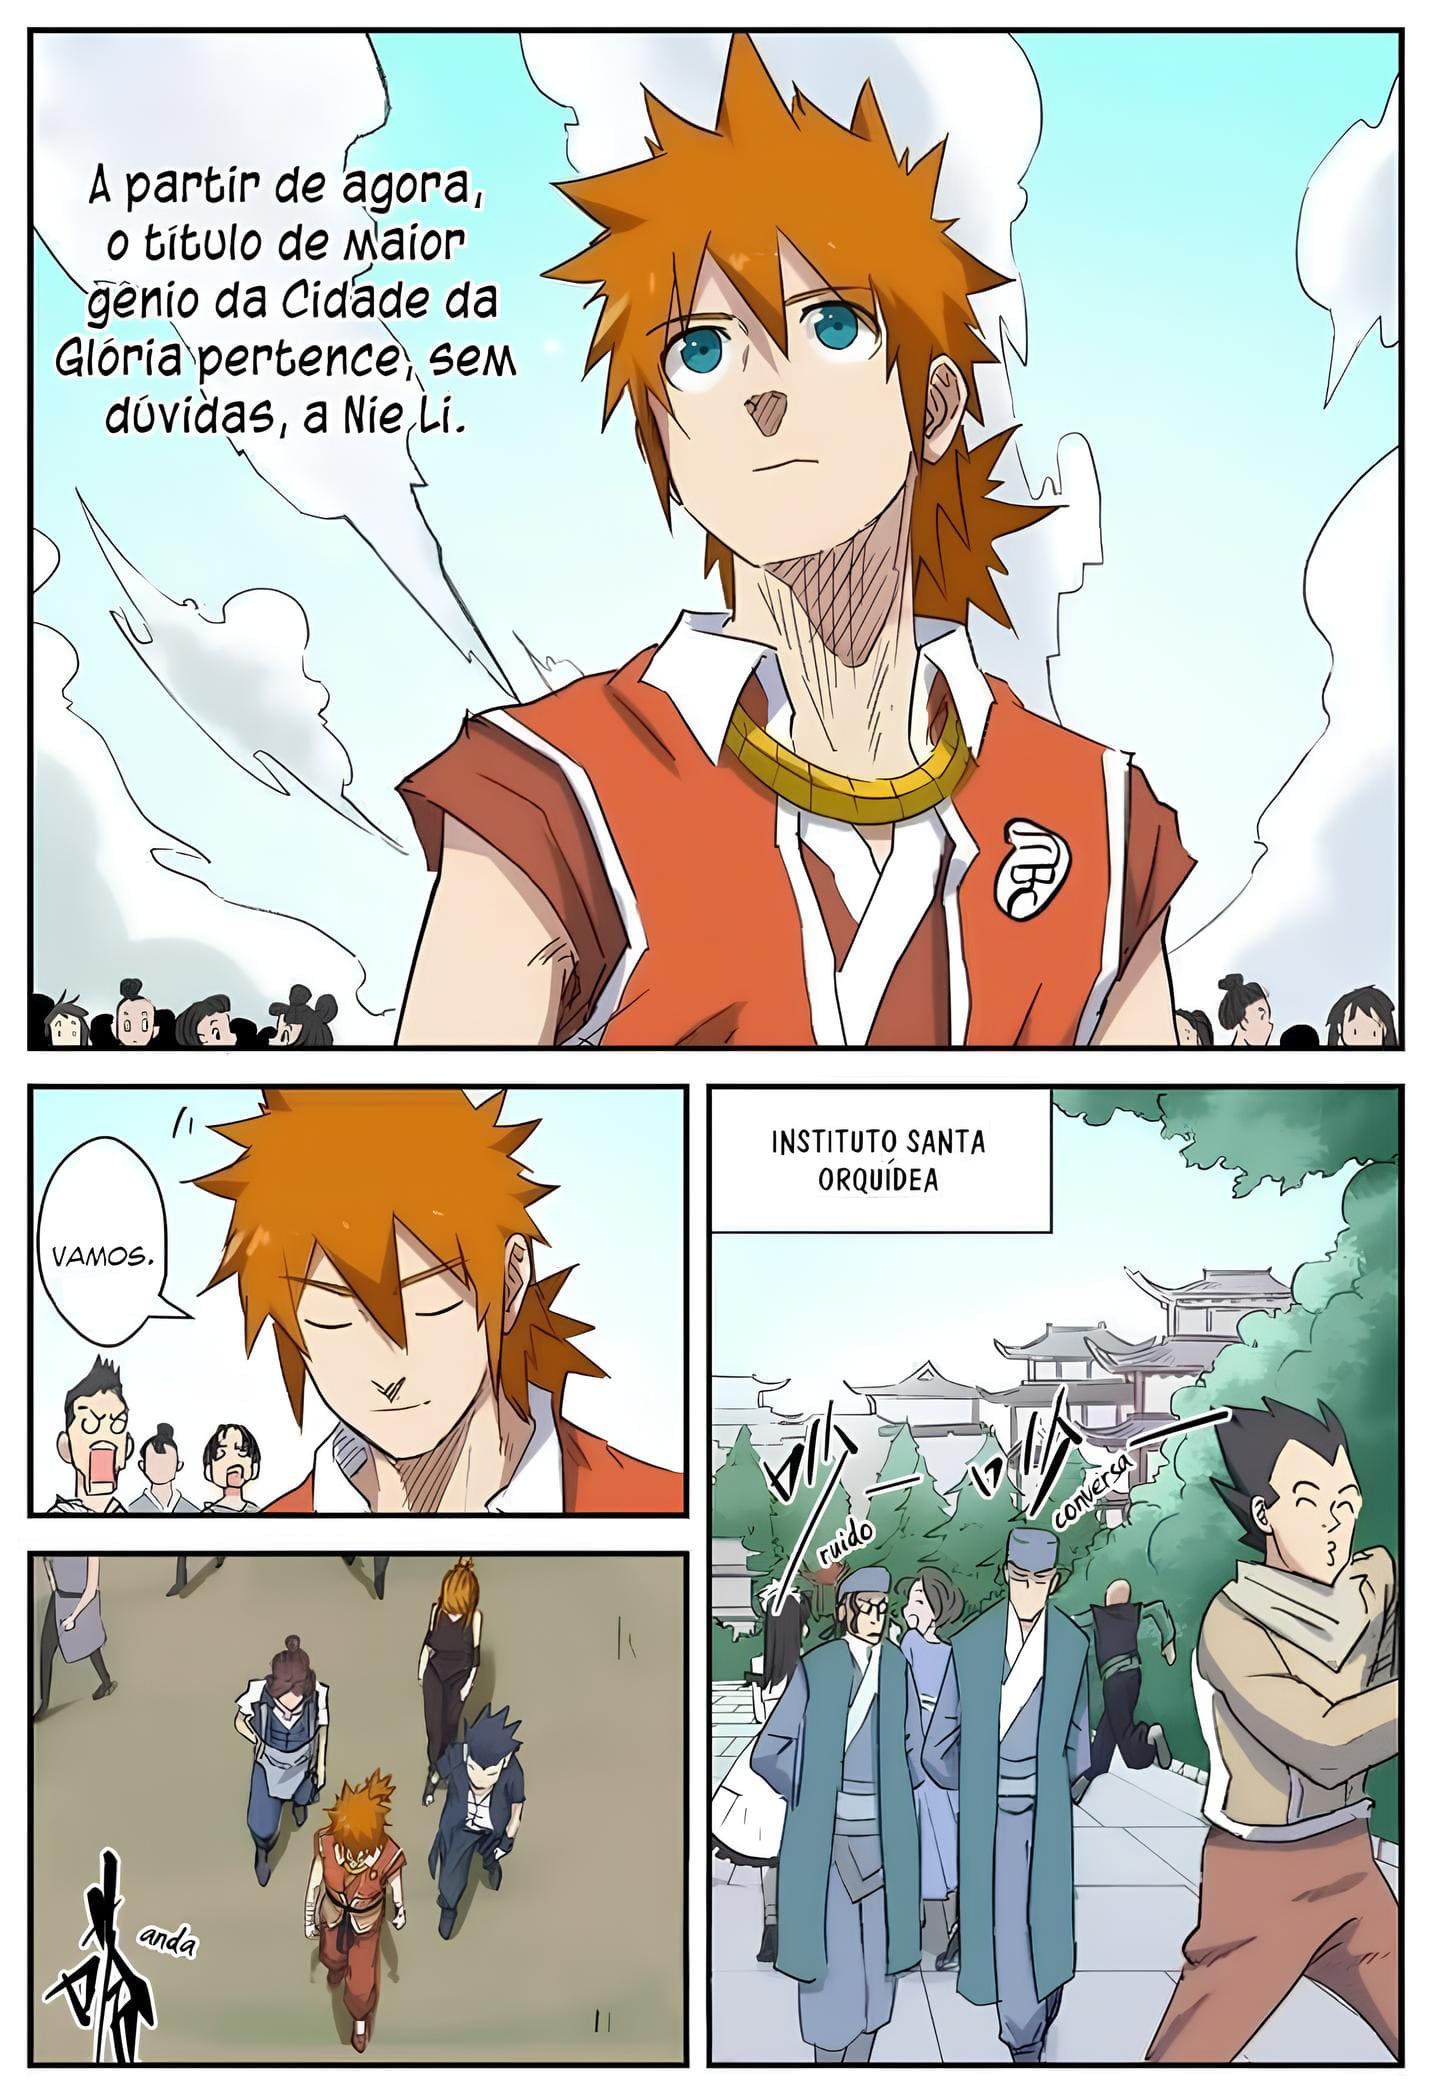 A partir de agora,
o título de maior
gênio da Cidade da
Glória pertence, sem
dúvidas, a Nie Li.
VAMOS.
INSTITUTO SANTA
ORQUÍDEA
ruido
conversa
anda